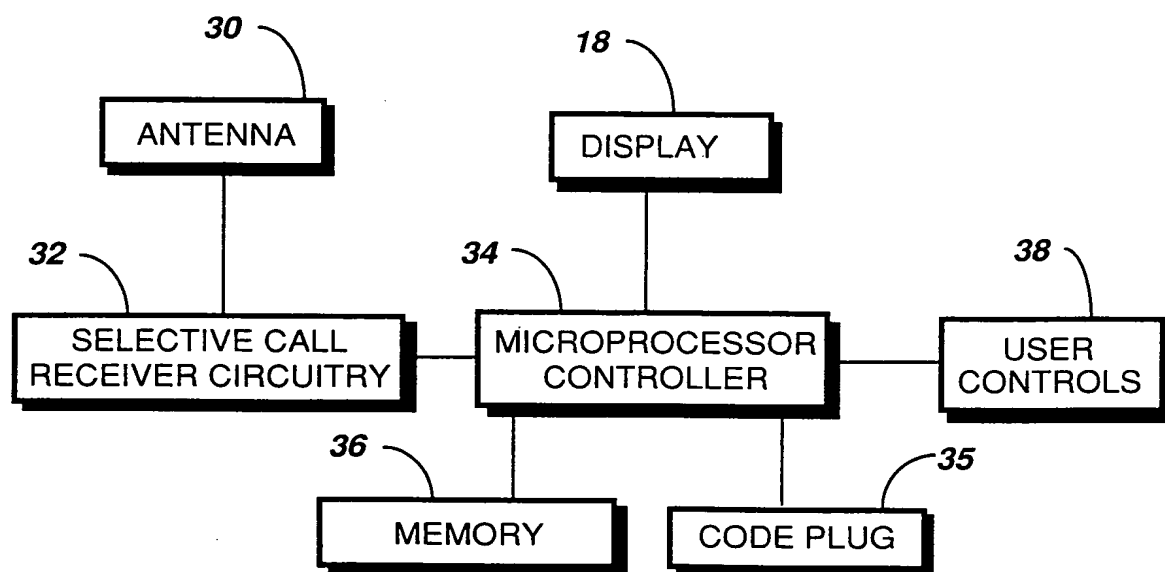 30
18
ANTENNA
DISPLAY
32
34
38
SELECTIVE CALL
RECEIVER CIRCUITRY
MICROPROCESSOR
CONTROLLER
USER
CONTROLS
36
35
MEMORY
CODE PLUG